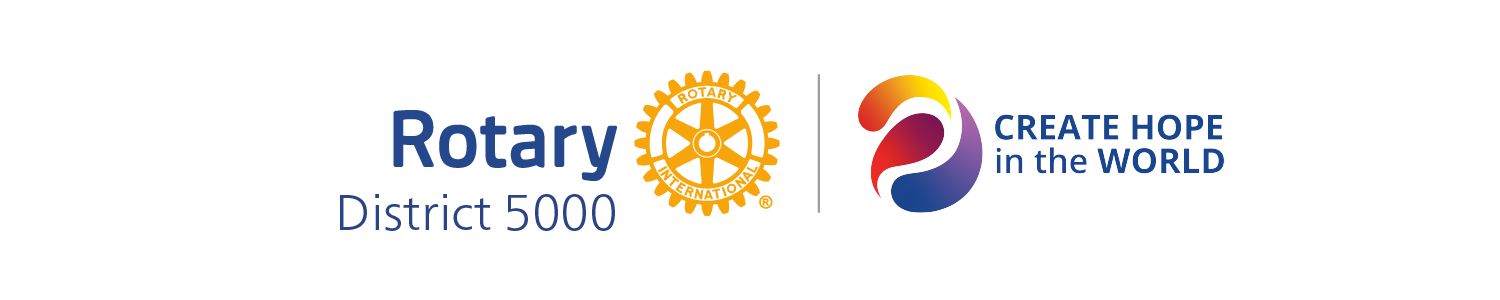 Rotary
District 5000
ROTARY
INTERNATIONAL
®
CREATE HOPE
in the WORLD